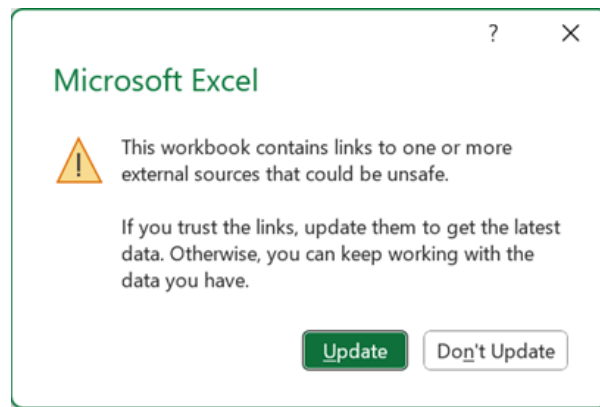 ?
Microsoft Excel
!
This workbook contains links to one or more
external sources that could be unsafe.
If you trust the links, update them to get the latest
data. Otherwise, you can keep working with the
data you have.
Update Don't Update